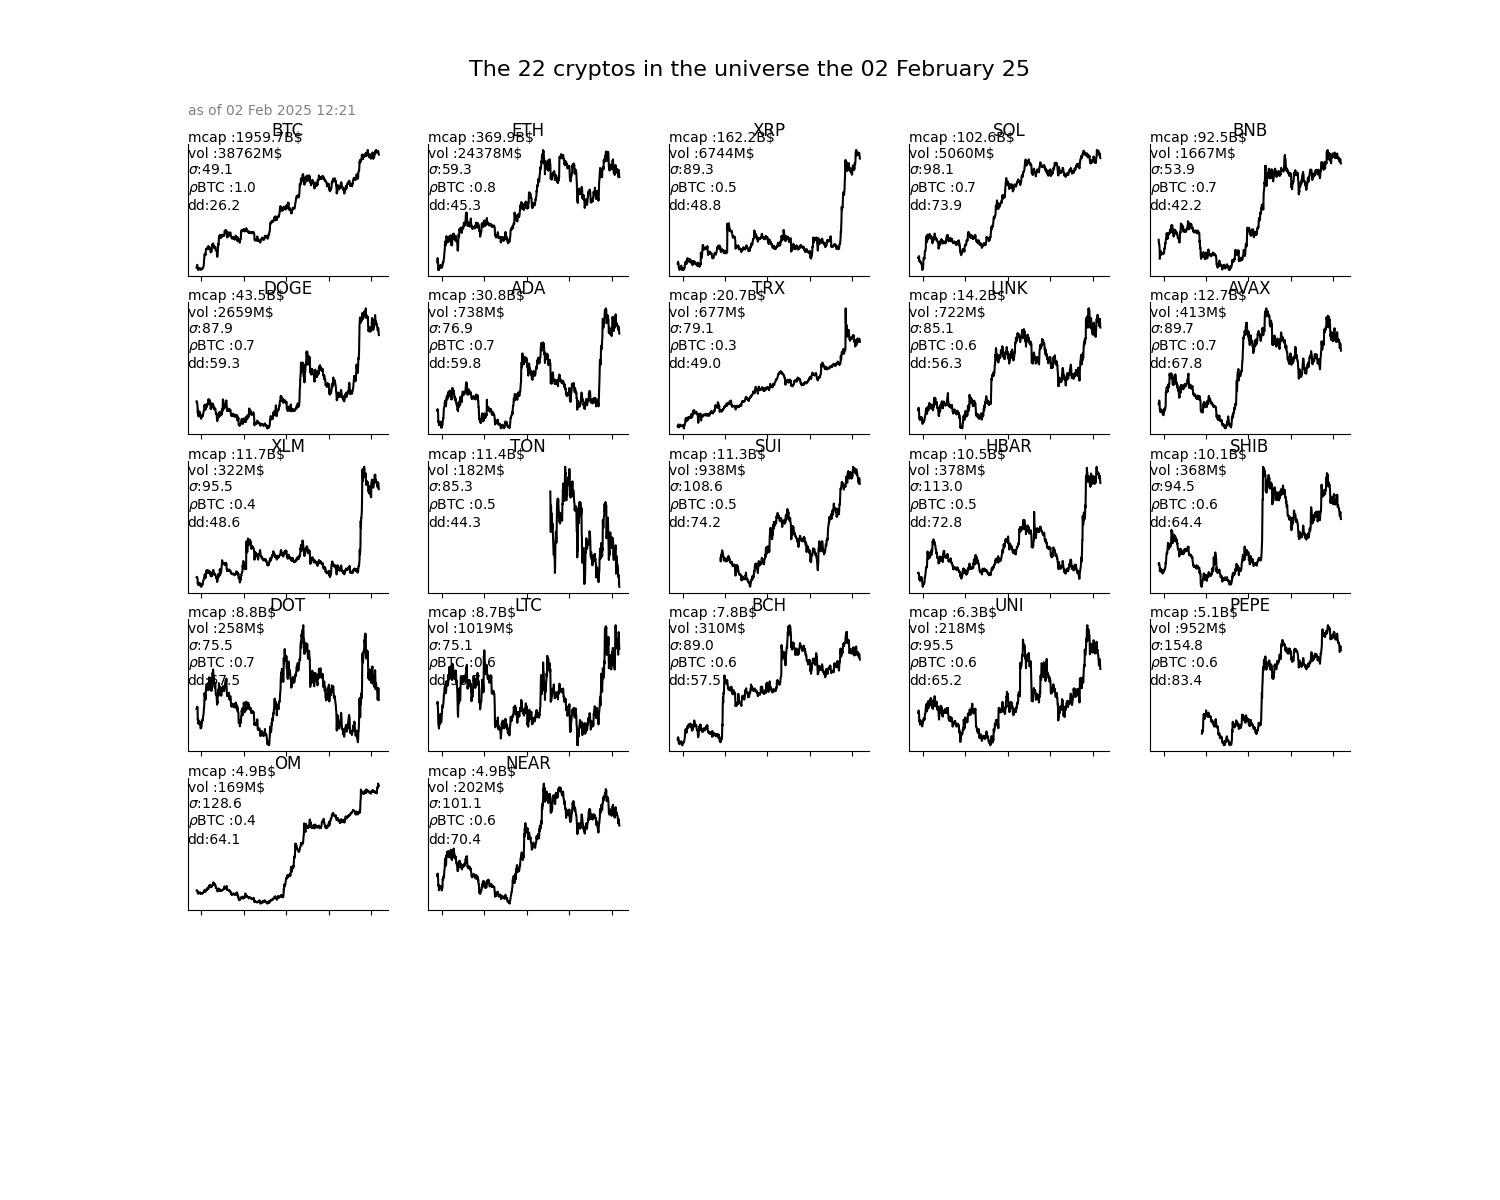 The 22 cryptos in the universe the 02 February 25
as of 02 Feb 2025 12:21
BTC
mcap :1959.7B$
vol :38762M$
σ:49.1
ρBTC :1.0
dd:26.2
ETH
mcap :369.9B$
vol :24378M$
σ:59.3
ρBTC :0.8
dd:45.3
XRP
mcap :162.2B$
vol :6744M$
σ:89.3
ρBTC :0.5
dd:48.8
SOL
mcap :102.6B$
vol :5060M$
σ:98.1
ρBTC :0.7
dd:73.9
BNB
mcap :92.5B$
vol :1667M$
σ:53.9
ρBTC :0.7
dd:42.2
DOGE
mcap :43.5B$
vol :2659M$
σ:87.9
ρBTC :0.7
dd:59.3
ADA
mcap :30.8B$
vol :738M$
σ:76.9
ρBTC :0.7
dd:59.8
TRX
mcap :20.7B$
vol :677M$
σ:79.1
ρBTC :0.3
dd:49.0
LINK
mcap :14.2B$
vol :722M$
σ:85.1
ρBTC :0.6
dd:56.3
AVAX
mcap :12.7B$
vol :413M$
σ:89.7
ρBTC :0.7
dd:67.8
XLM
mcap :11.7B$
vol :322M$
σ:95.5
ρBTC :0.4
dd:48.6
TON
mcap :11.4B$
vol :182M$
σ:85.3
ρBTC :0.5
dd:44.3
SUI
mcap :11.3B$
vol :938M$
σ:108.6
ρBTC :0.5
dd:74.2
HBAR
mcap :10.5B$
vol :378M$
σ:113.0
ρBTC :0.5
dd:72.8
SHIB
mcap :10.1B$
vol :368M$
σ:94.5
ρBTC :0.6
dd:64.4
DOT
mcap :8.8B$
vol :258M$
σ:75.5
ρBTC :0.7
LTC
mcap :8.7B$
vol :1019M$
σ:75.1
ρBTC :0.6
BCH
mcap :7.8B$
vol :310M$
σ:89.0
ρBTC :0.6
dd:57.5
UNI
mcap :6.3B$
vol :218M$
σ:95.5
ρBTC :0.6
dd:65.2
PEPE
mcap :5.1B$
vol :952M$
σ:154.8
ρBTC :0.6
dd:83.4
OM
mcap :4.9B$
vol :169M$
σ:128.6
ρBTC :0.4
dd:64.1
NEAR
mcap :4.9B$
vol :202M$
σ:101.1
ρBTC :0.6
dd:70.4